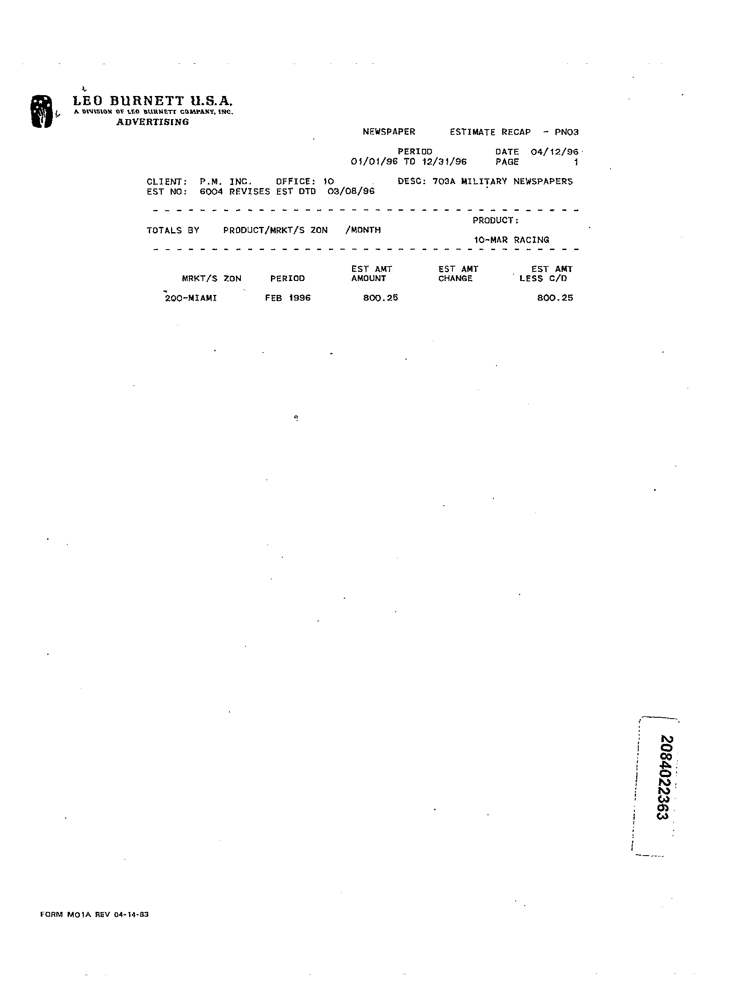 LEO BURNETT U.S.A.
A DIVISION OF LEO BURNETT COMPANY, INC.
ADVERTISING
NEWSPAPER ESTIMATE RECAP - PN03
PERIOD DATE 04/12/96
01/01/96 TO 12/31/96 PAGE 1
CLIENT: P.M. INC. OFFICE: 10 DESC: 703A MILITARY NEWSPAPERS
EST NO: 6004 REVISES EST DTD 03/08/96
PRODUCT:
TOTALS BY PRODUCT/MRKT/S ZON /MONTH
10-MAR RACING
EST AMT EST AMT EST AMT
MRKT/S ZON PERIOD AMOUNT CHANGE LESS C/D
200-MIAMI FEB 1996 800.25 800.25
2084022363
FORM M01A REV 04-14-83